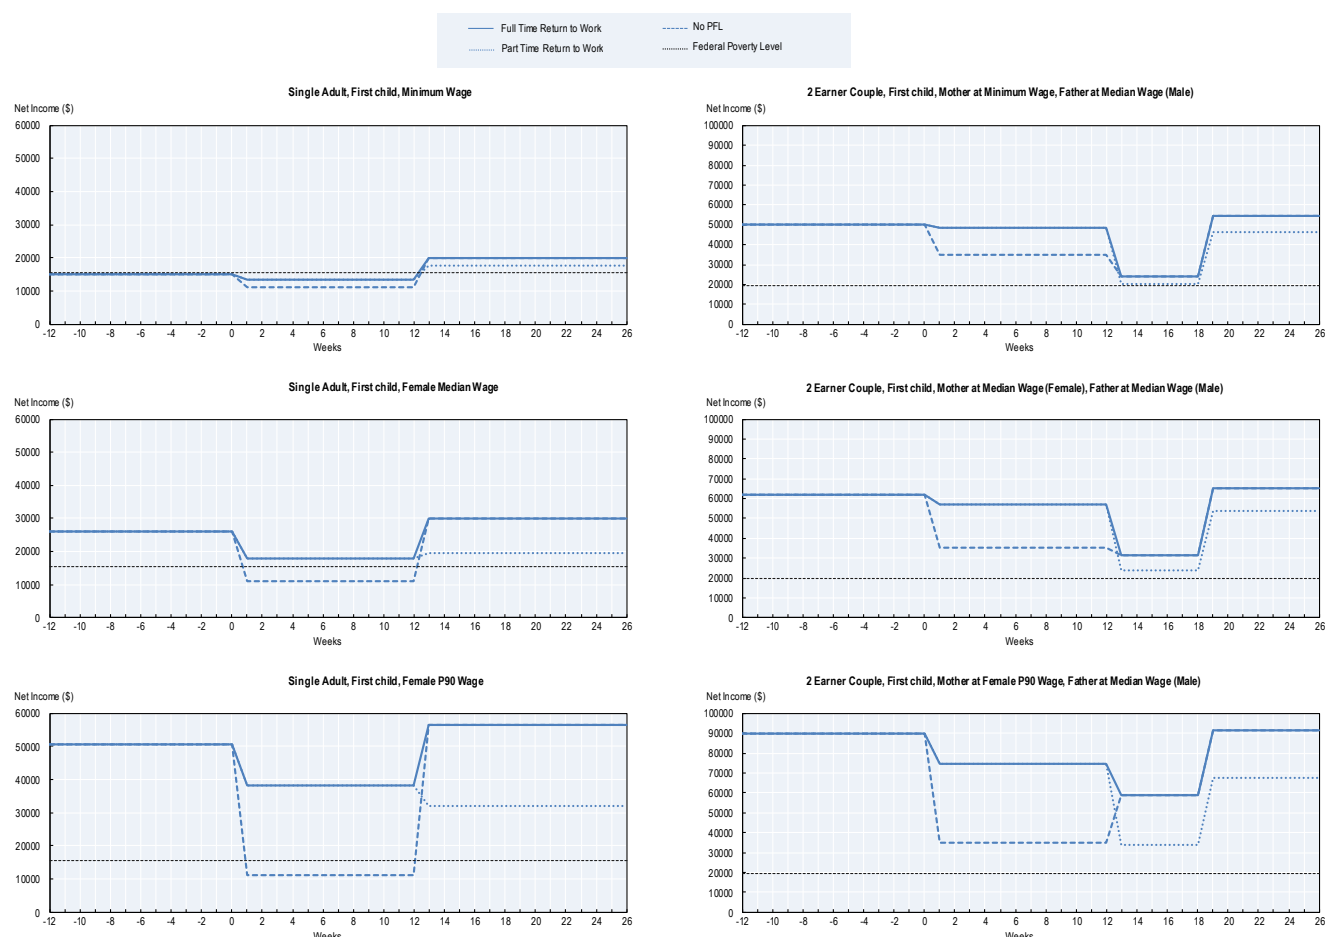 Full Time Return to Work
No PFL
Part Time Return to Work
Federal Poverty Level
Single Adult, First child, Minimum Wage
Net Income ($)
60000
50000
40000
30000
20000
10000
0
-12 -10 -8 -6 -4 -2 0 2 4 6 8 10 12 14 16 18 20 22 24 26
Weeks
2 Earner Couple, First child, Mother at Minimum Wage, Father at Median Wage (Male)
Net Income ($)
100000
90000
80000
70000
60000
50000
40000
30000
20000
10000
0
-12 -10 -8 -6 -4 -2 0 2 4 6 8 10 12 14 16 18 20 22 24 26
Weeks
Single Adult, First child, Female Median Wage
Net Income ($)
60000
50000
40000
30000
20000
10000
0
-12 -10 -8 -6 -4 -2 0 2 4 6 8 10 12 14 16 18 20 22 24 26
Weeks
2 Earner Couple, First child, Mother at Median Wage (Female), Father at Median Wage (Male)
Net Income ($)
100000
90000
80000
70000
60000
50000
40000
30000
20000
10000
0
-12 -10 -8 -6 -4 -2 0 2 4 6 8 10 12 14 16 18 20 22 24 26
Weeks
Single Adult, First child, Female P90 Wage
Net Income ($)
60000
50000
40000
30000
20000
10000
0
-12 -10 -8 -6 -4 -2 0 2 4 6 8 10 12 14 16 18 20 22 24 26
Weeks
2 Earner Couple, First child, Mother at Female P90 Wage, Father at Median Wage (Male)
Net Income ($)
100000
90000
80000
70000
60000
50000
40000
30000
20000
10000
0
-12 -10 -8 -6 -4 -2 0 2 4 6 8 10 12 14 16 18 20 22 24 26
Weeks